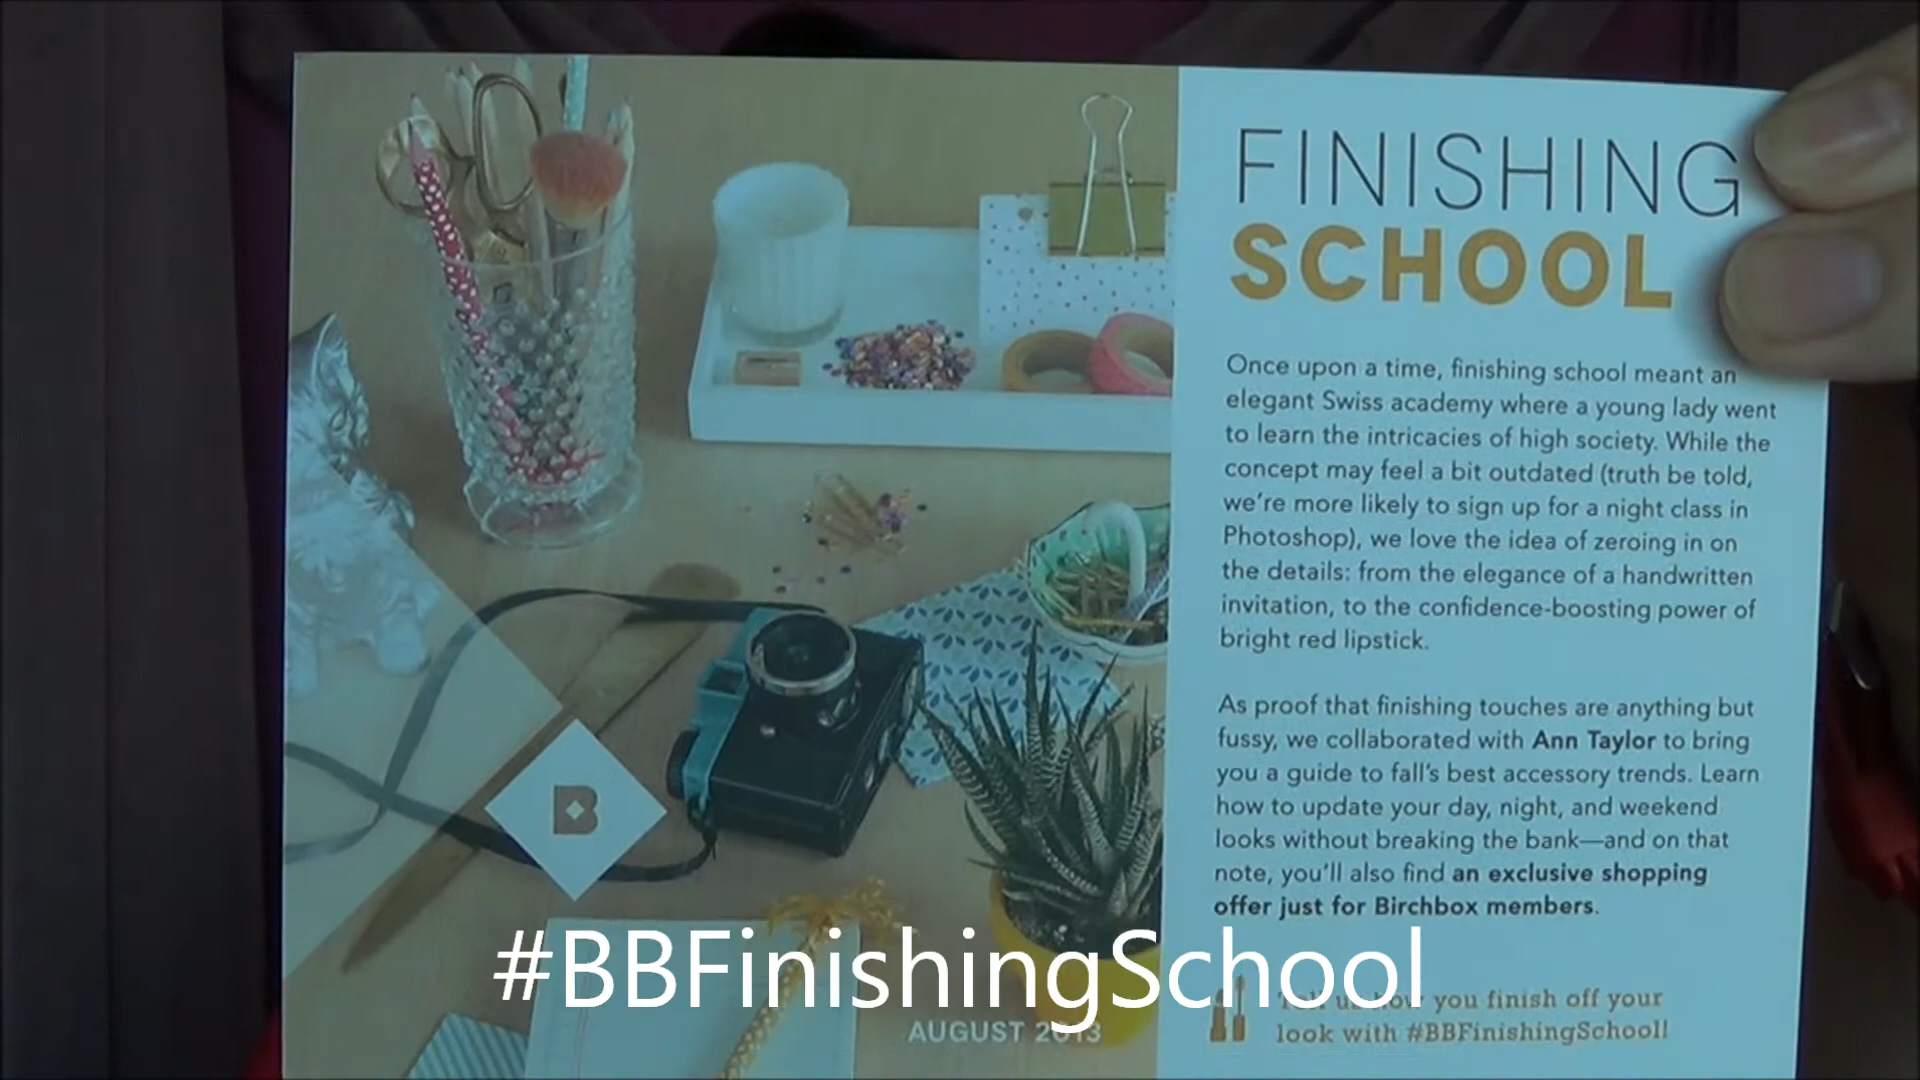 FINISHING
SCHOOL
Once upon a time, finishing school meant an
elegant Swiss academy where a young lady went
to learn the intricacies of high society. While the
concept may feel a bit outdated (truth be told,
we're more likely to sign up for a night class in
Photoshop), we love the idea of zeroing in on
the details: from the elegance of a handwritten
invitation, to the confidence-boosting power of
bright red lipstick.
As proof that finishing touches are anything but
fussy, we collaborated with Ann Taylor to bring
you a guide to fall's best accessory trends. Learn
how to update your day, night, and weekend
looks without breaking the bank—and on that
note, you'll also find an exclusive shopping
offer just for Birchbox members.
B
#BBFinishingSchool
AUGUST 2013
Tell us how you finish off your
look with #BBFinishingSchool!